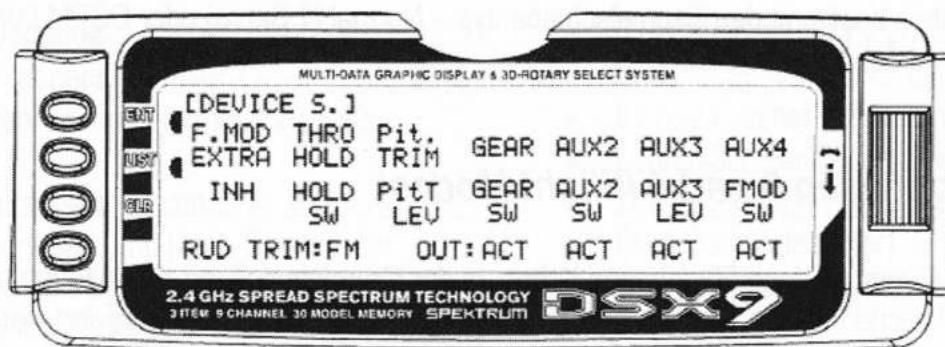 MULTI-DATA GRAPHIC DISPLAY & 3D-ROTARY SELECT SYSTEM
[DEVICE S.]
F.MOD THRO Pit.
EXTRA HOLD TRIM GEAR AUX2 AUX3 AUX4
INH HOLD PitT GEAR AUX2 AUX3 FMOD
SW LEV SW SW LEV SW
RUD TRIM:FM OUT:ACT ACT ACT ACT
ENT
LIST
CLR
2.4 GHz SPREAD SPECTRUM TECHNOLOGY
3 ITEM 9 CHANNEL 30 MODEL MEMORY SPEKTRUM
DSX9